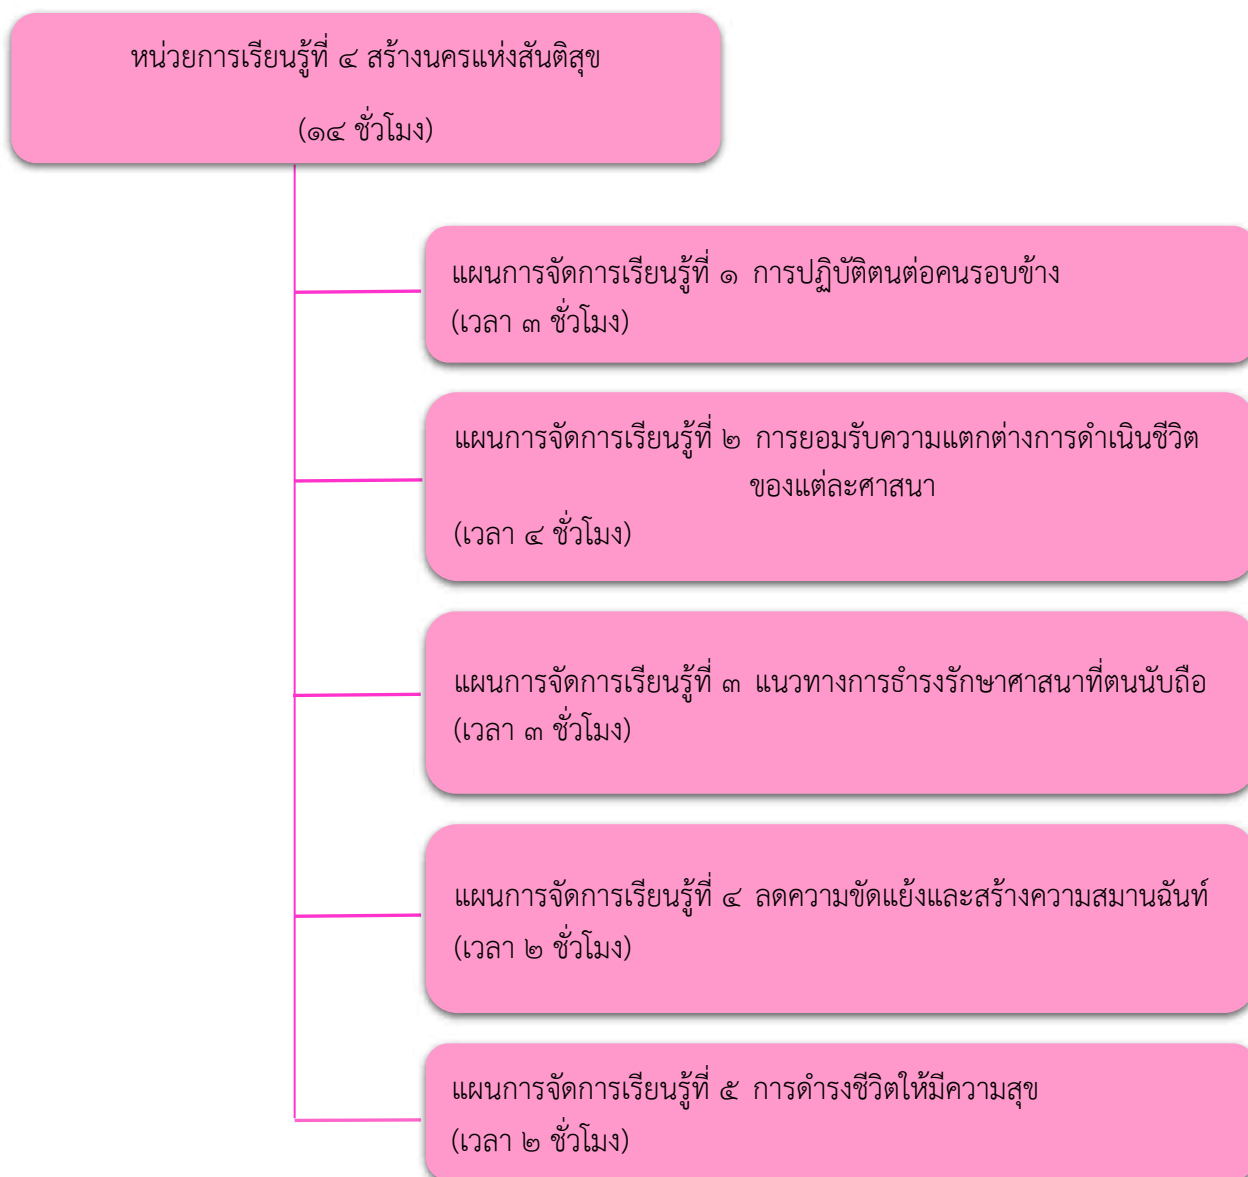 หน่วยการเรียนรู้ที่ ๔ สร้างนครแห่งสันติสุข
(๑๔ ชั่วโมง)
แผนการจัดการเรียนรู้ที่ ๑ การปฏิบัติตนต่อคนรอบข้าง
(เวลา ๓ ชั่วโมง)
แผนการจัดการเรียนรู้ที่ ๒ การยอมรับความแตกต่างการดำเนินชีวิต
ของแต่ละศาสนา
(เวลา ๔ ชั่วโมง)
แผนการจัดการเรียนรู้ที่ ๓ แนวทางการธำรงรักษาศาสนาที่ตนนับถือ
(เวลา ๓ ชั่วโมง)
แผนการจัดการเรียนรู้ที่ ๔ ลดความขัดแย้งและสร้างความสมานฉันท์
(เวลา ๒ ชั่วโมง)
แผนการจัดการเรียนรู้ที่ ๕ การดำรงชีวิตให้มีความสุข
(เวลา ๒ ชั่วโมง)